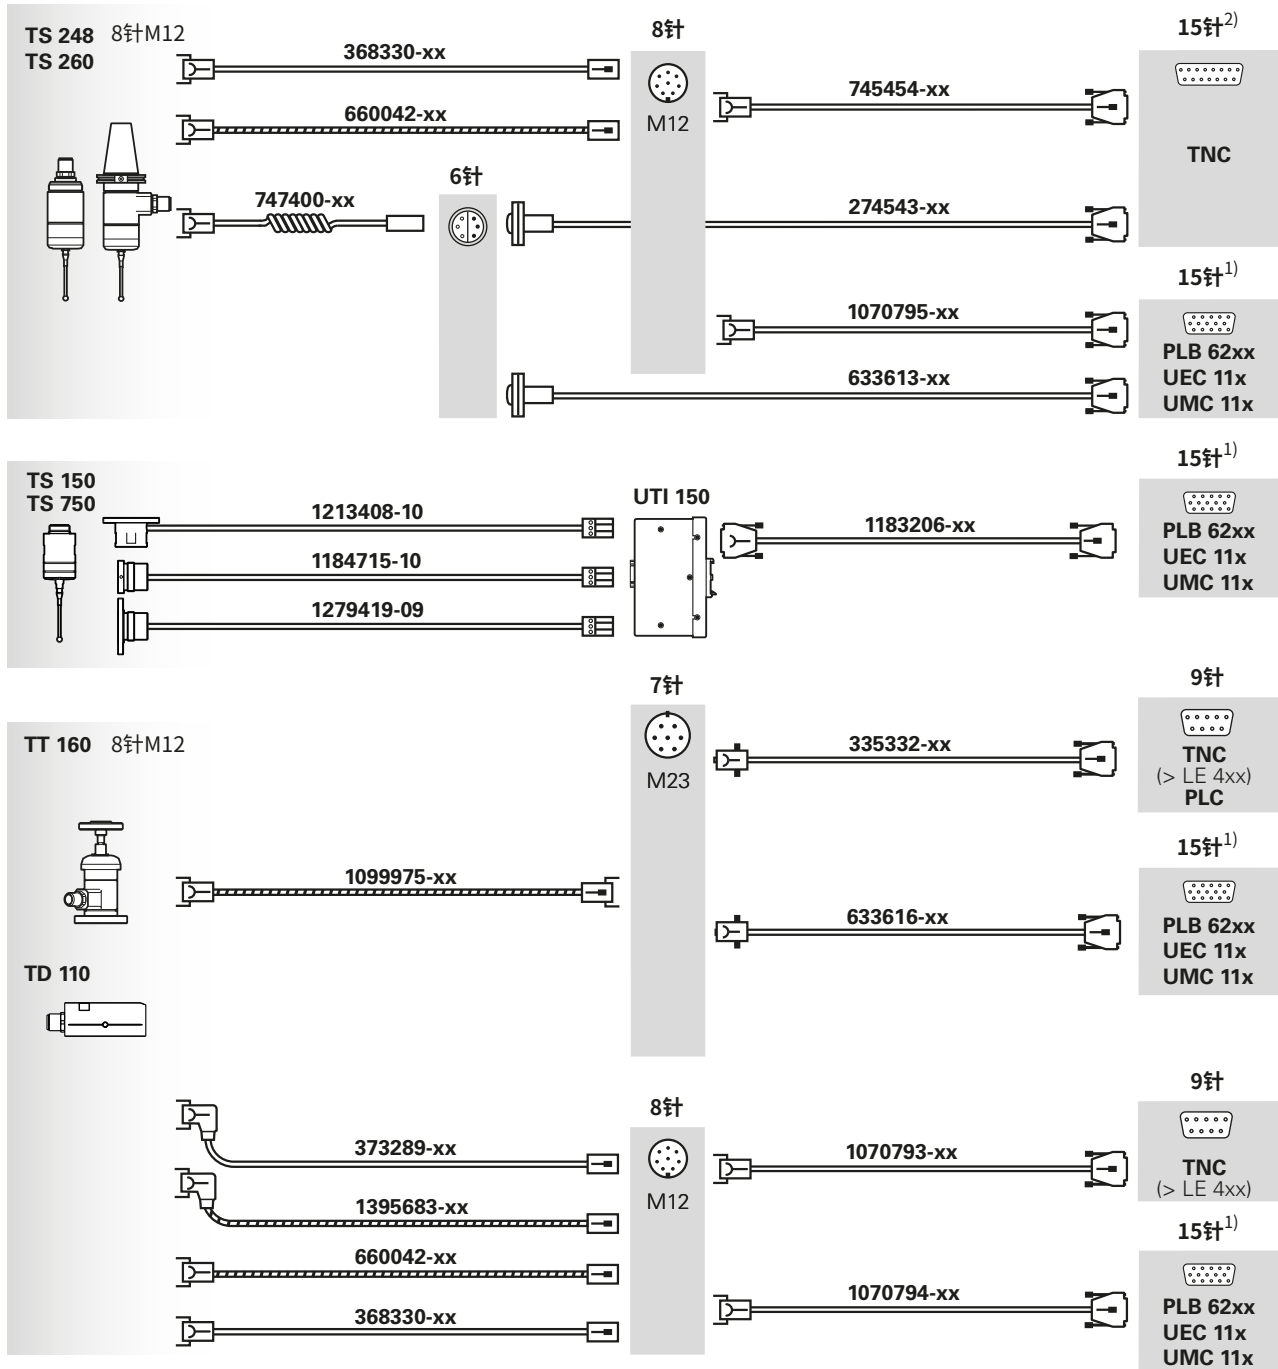 TS 248 8针M12
TS 260
368330-xx
660042-xx
747400-xx
6针
8针
M12
745454-xx
274543-xx
1070795-xx
633613-xx
15针2)
TNC
15针1)
PLB 62xx
UEC 11x
UMC 11x
TS 150
TS 750
1213408-10
1184715-10
1279419-09
UTI 150
1183206-xx
15针1)
PLB 62xx
UEC 11x
UMC 11x
TT 160 8针M12
TD 110
1099975-xx
7针
M23
335332-xx
633616-xx
9针
TNC
(> LE 4xx)
PLC
15针1)
PLB 62xx
UEC 11x
UMC 11x
373289-xx
1395683-xx
660042-xx
368330-xx
8针
M12
1070793-xx
1070794-xx
9针
TNC
(> LE 4xx)
15针1)
PLB 62xx
UEC 11x
UMC 11x